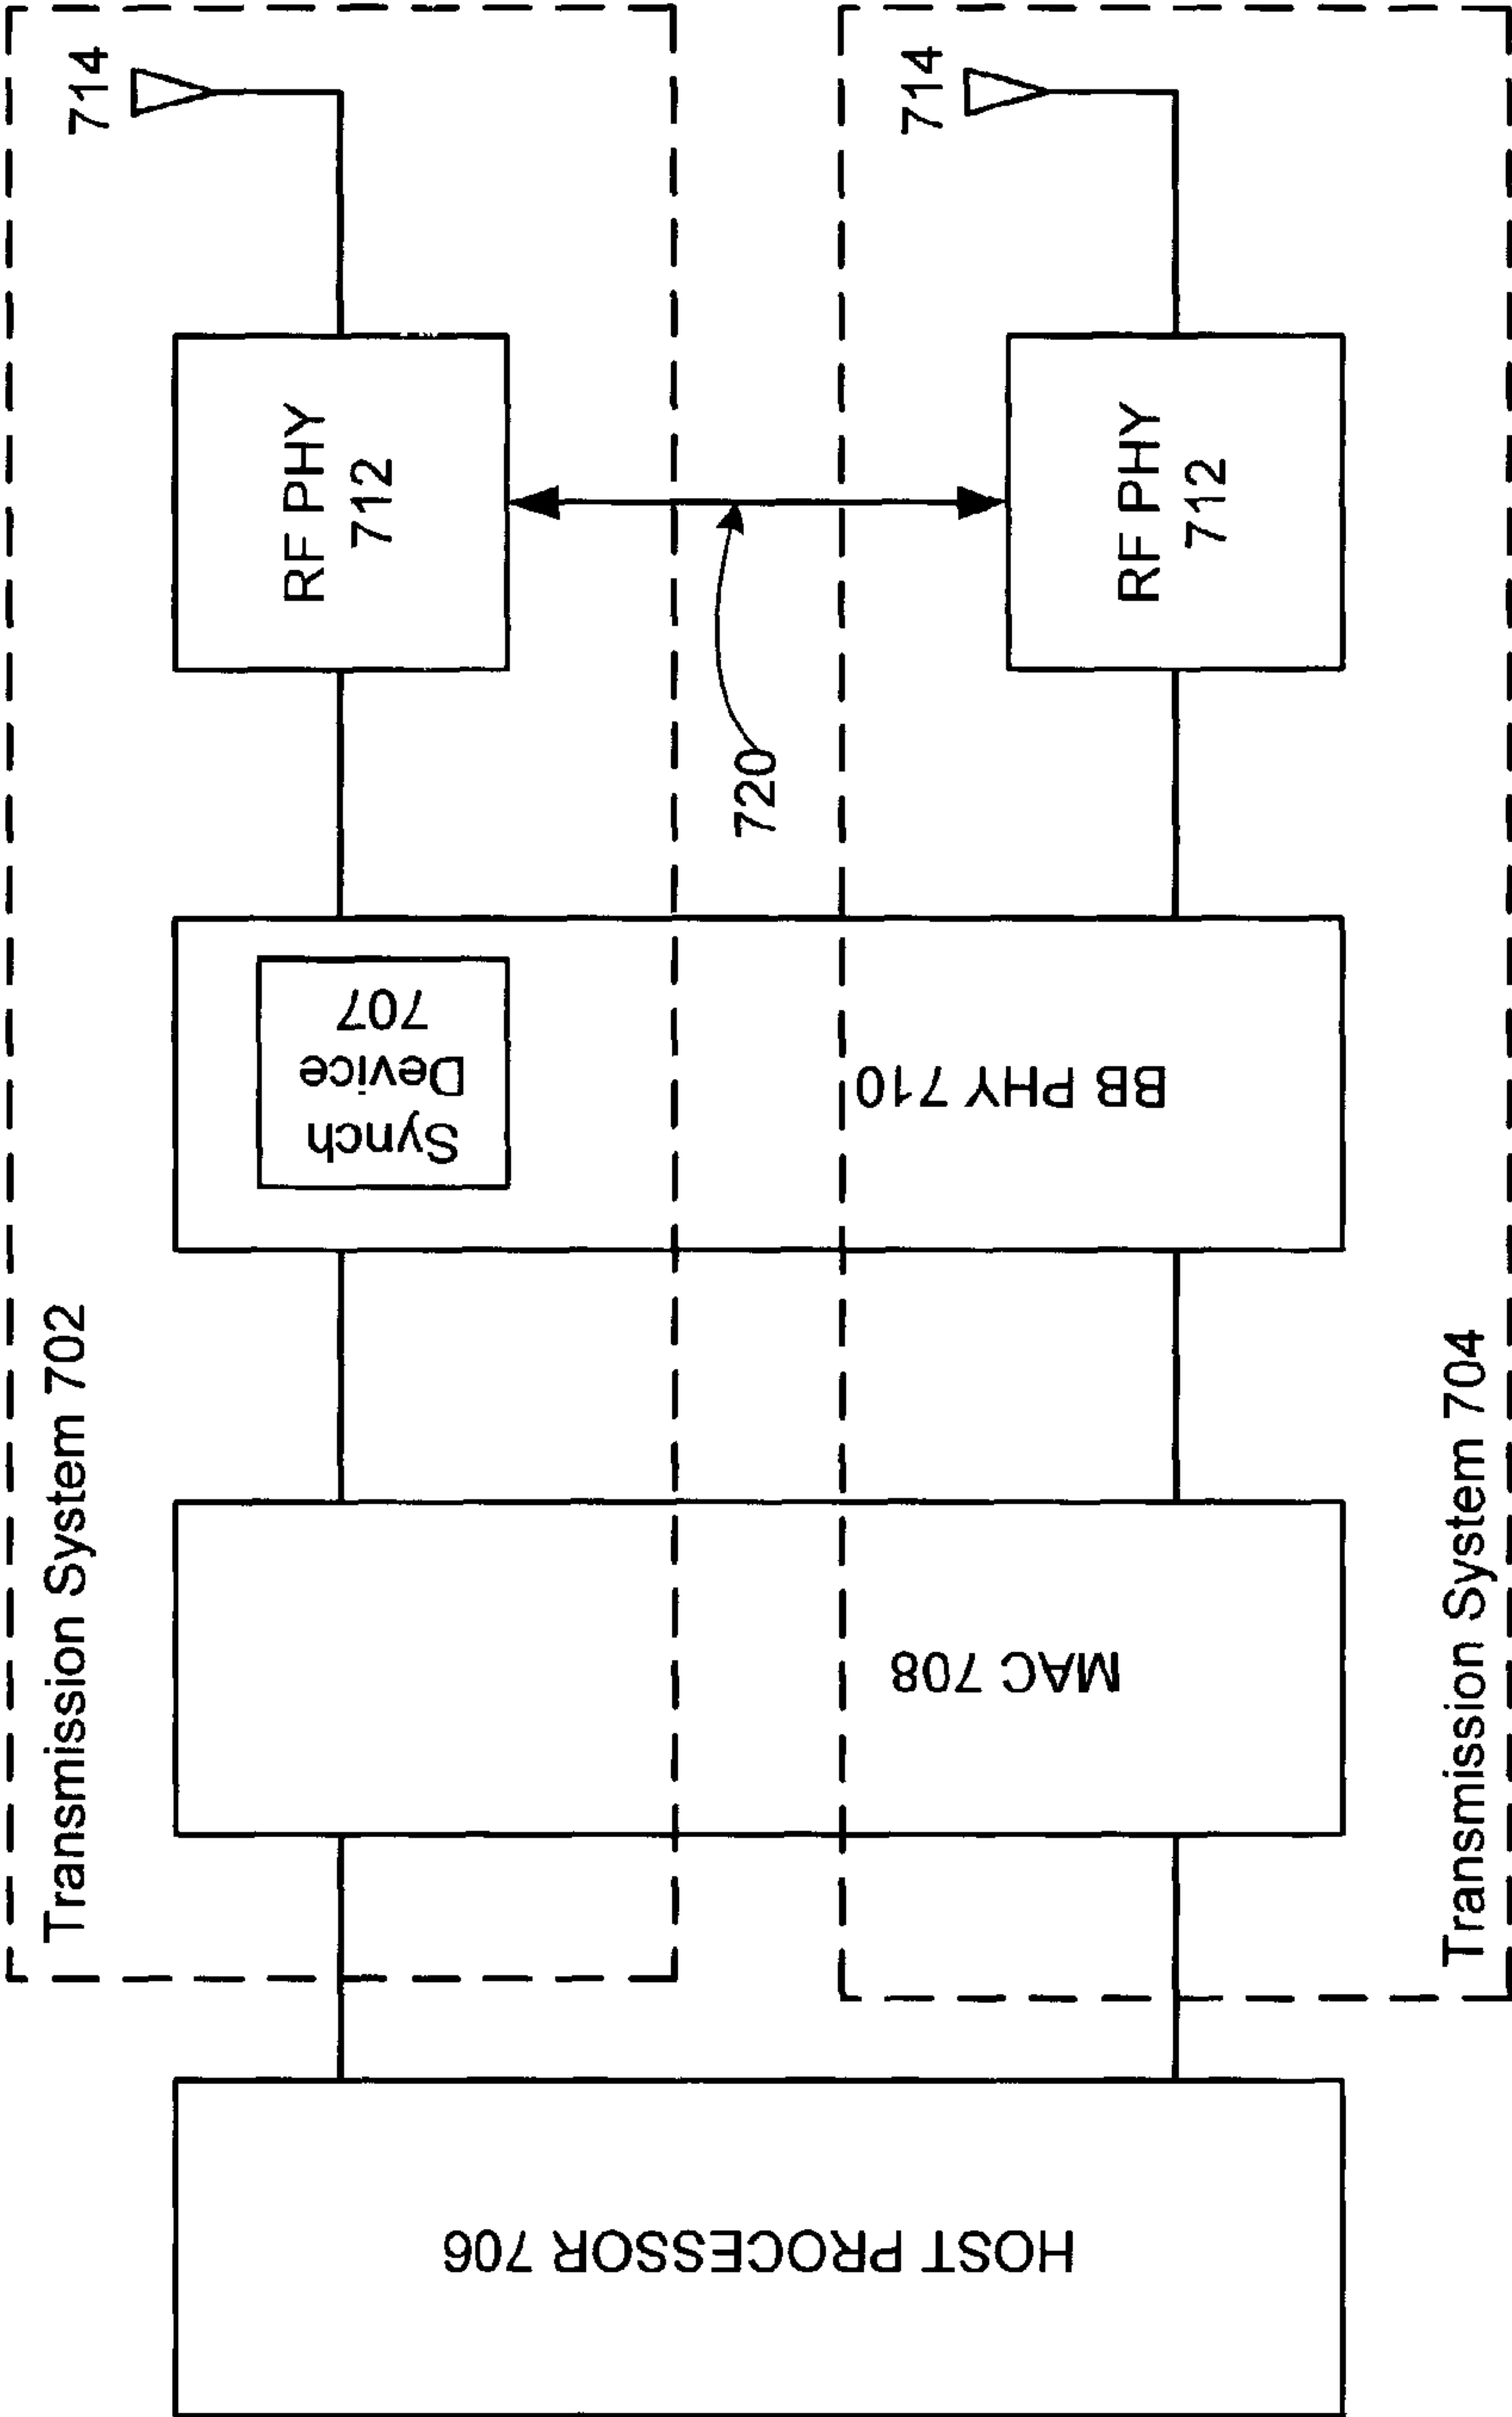 Transmission System 702
714
RF PHY
712
Synch
Device
707
720
BB PHY 710
MAC 708
HOST PROCESSOR 706
RF PHY
712
714
Transmission System 704